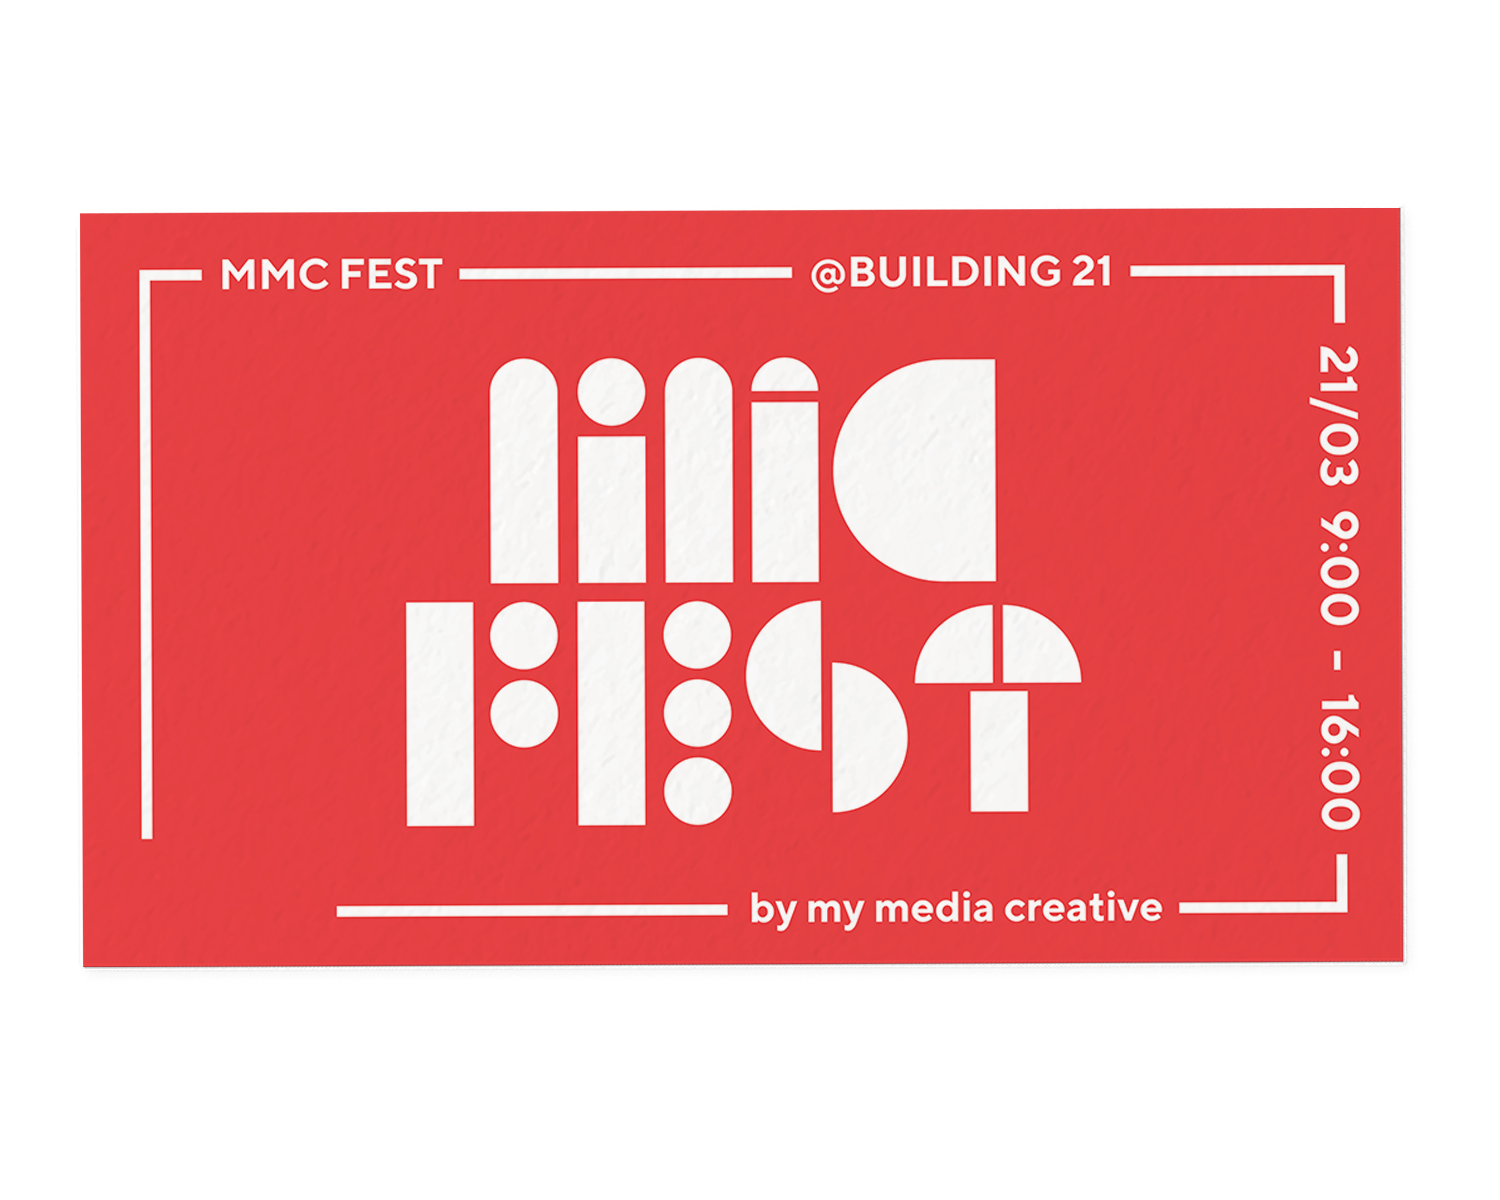 MMC FEST
@BUILDING 21
21/03 9:00 - 16:00
MMC
FEST
by my media creative